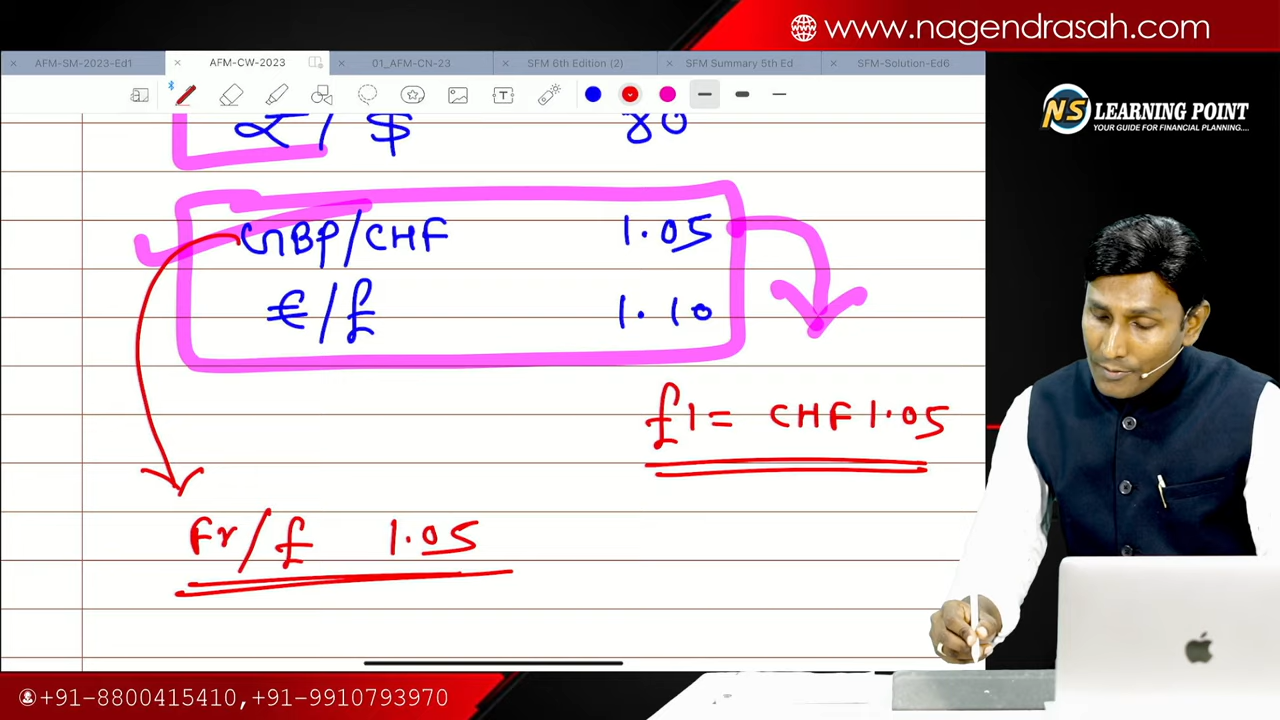 www.nagendrasah.com
AFM-SM-2023-Ed1
AFM-CW-2023
01_AFM-CN-23
SFM 6th Edition (2)
SFM Summary 5th Ed
SFM-Solution-Ed6
NS LEARNING POINT
YOUR GUIDE FOR FINANCIAL PLANNING....
/ $ 80
GBP/CHF 1.05
€/£ 1.10
£1= CHF 1.05
Fr/£ 1.05
+91-8800415410,+91-9910793970